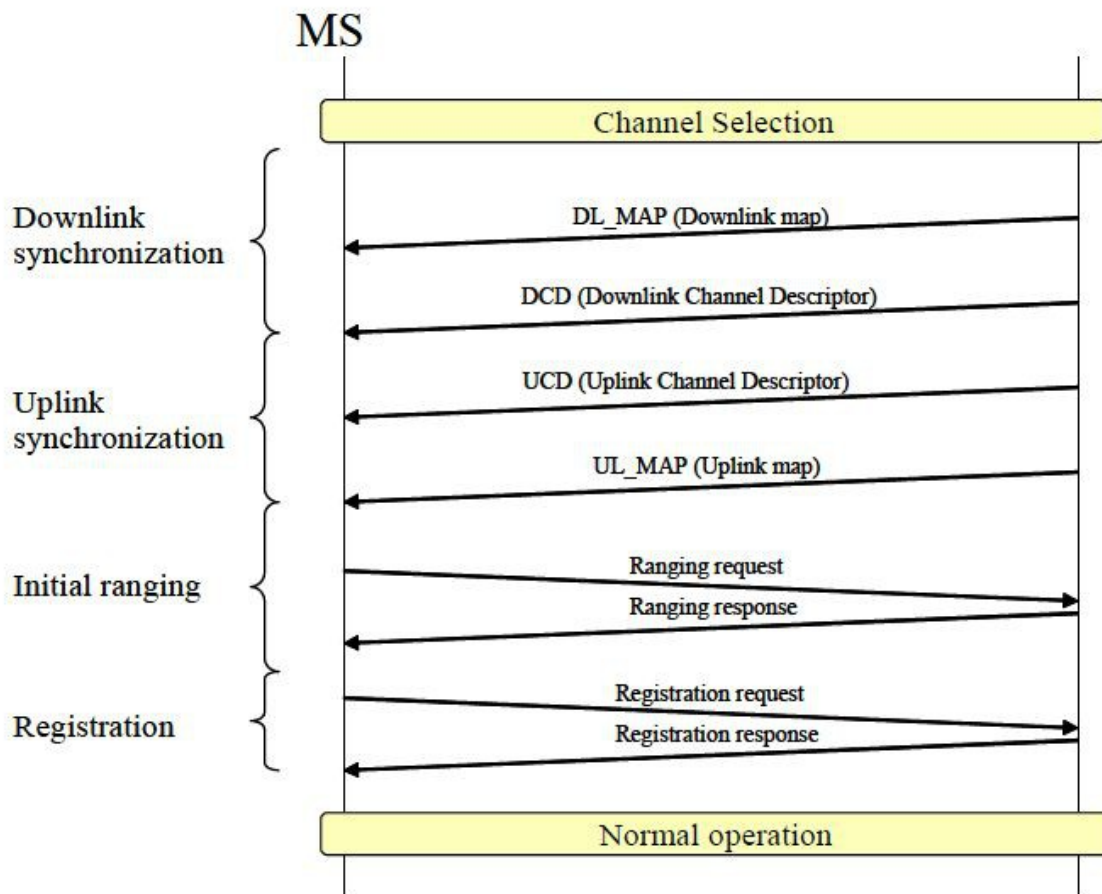 MS
Channel Selection
Downlink
synchronization
DL_MAP (Downlink map)
DCD (Downlink Channel Descriptor)
Uplink
synchronization
UCD (Uplink Channel Descriptor)
UL_MAP (Uplink map)
Initial ranging
Ranging request
Ranging response
Registration
Registration request
Registration response
Normal operation